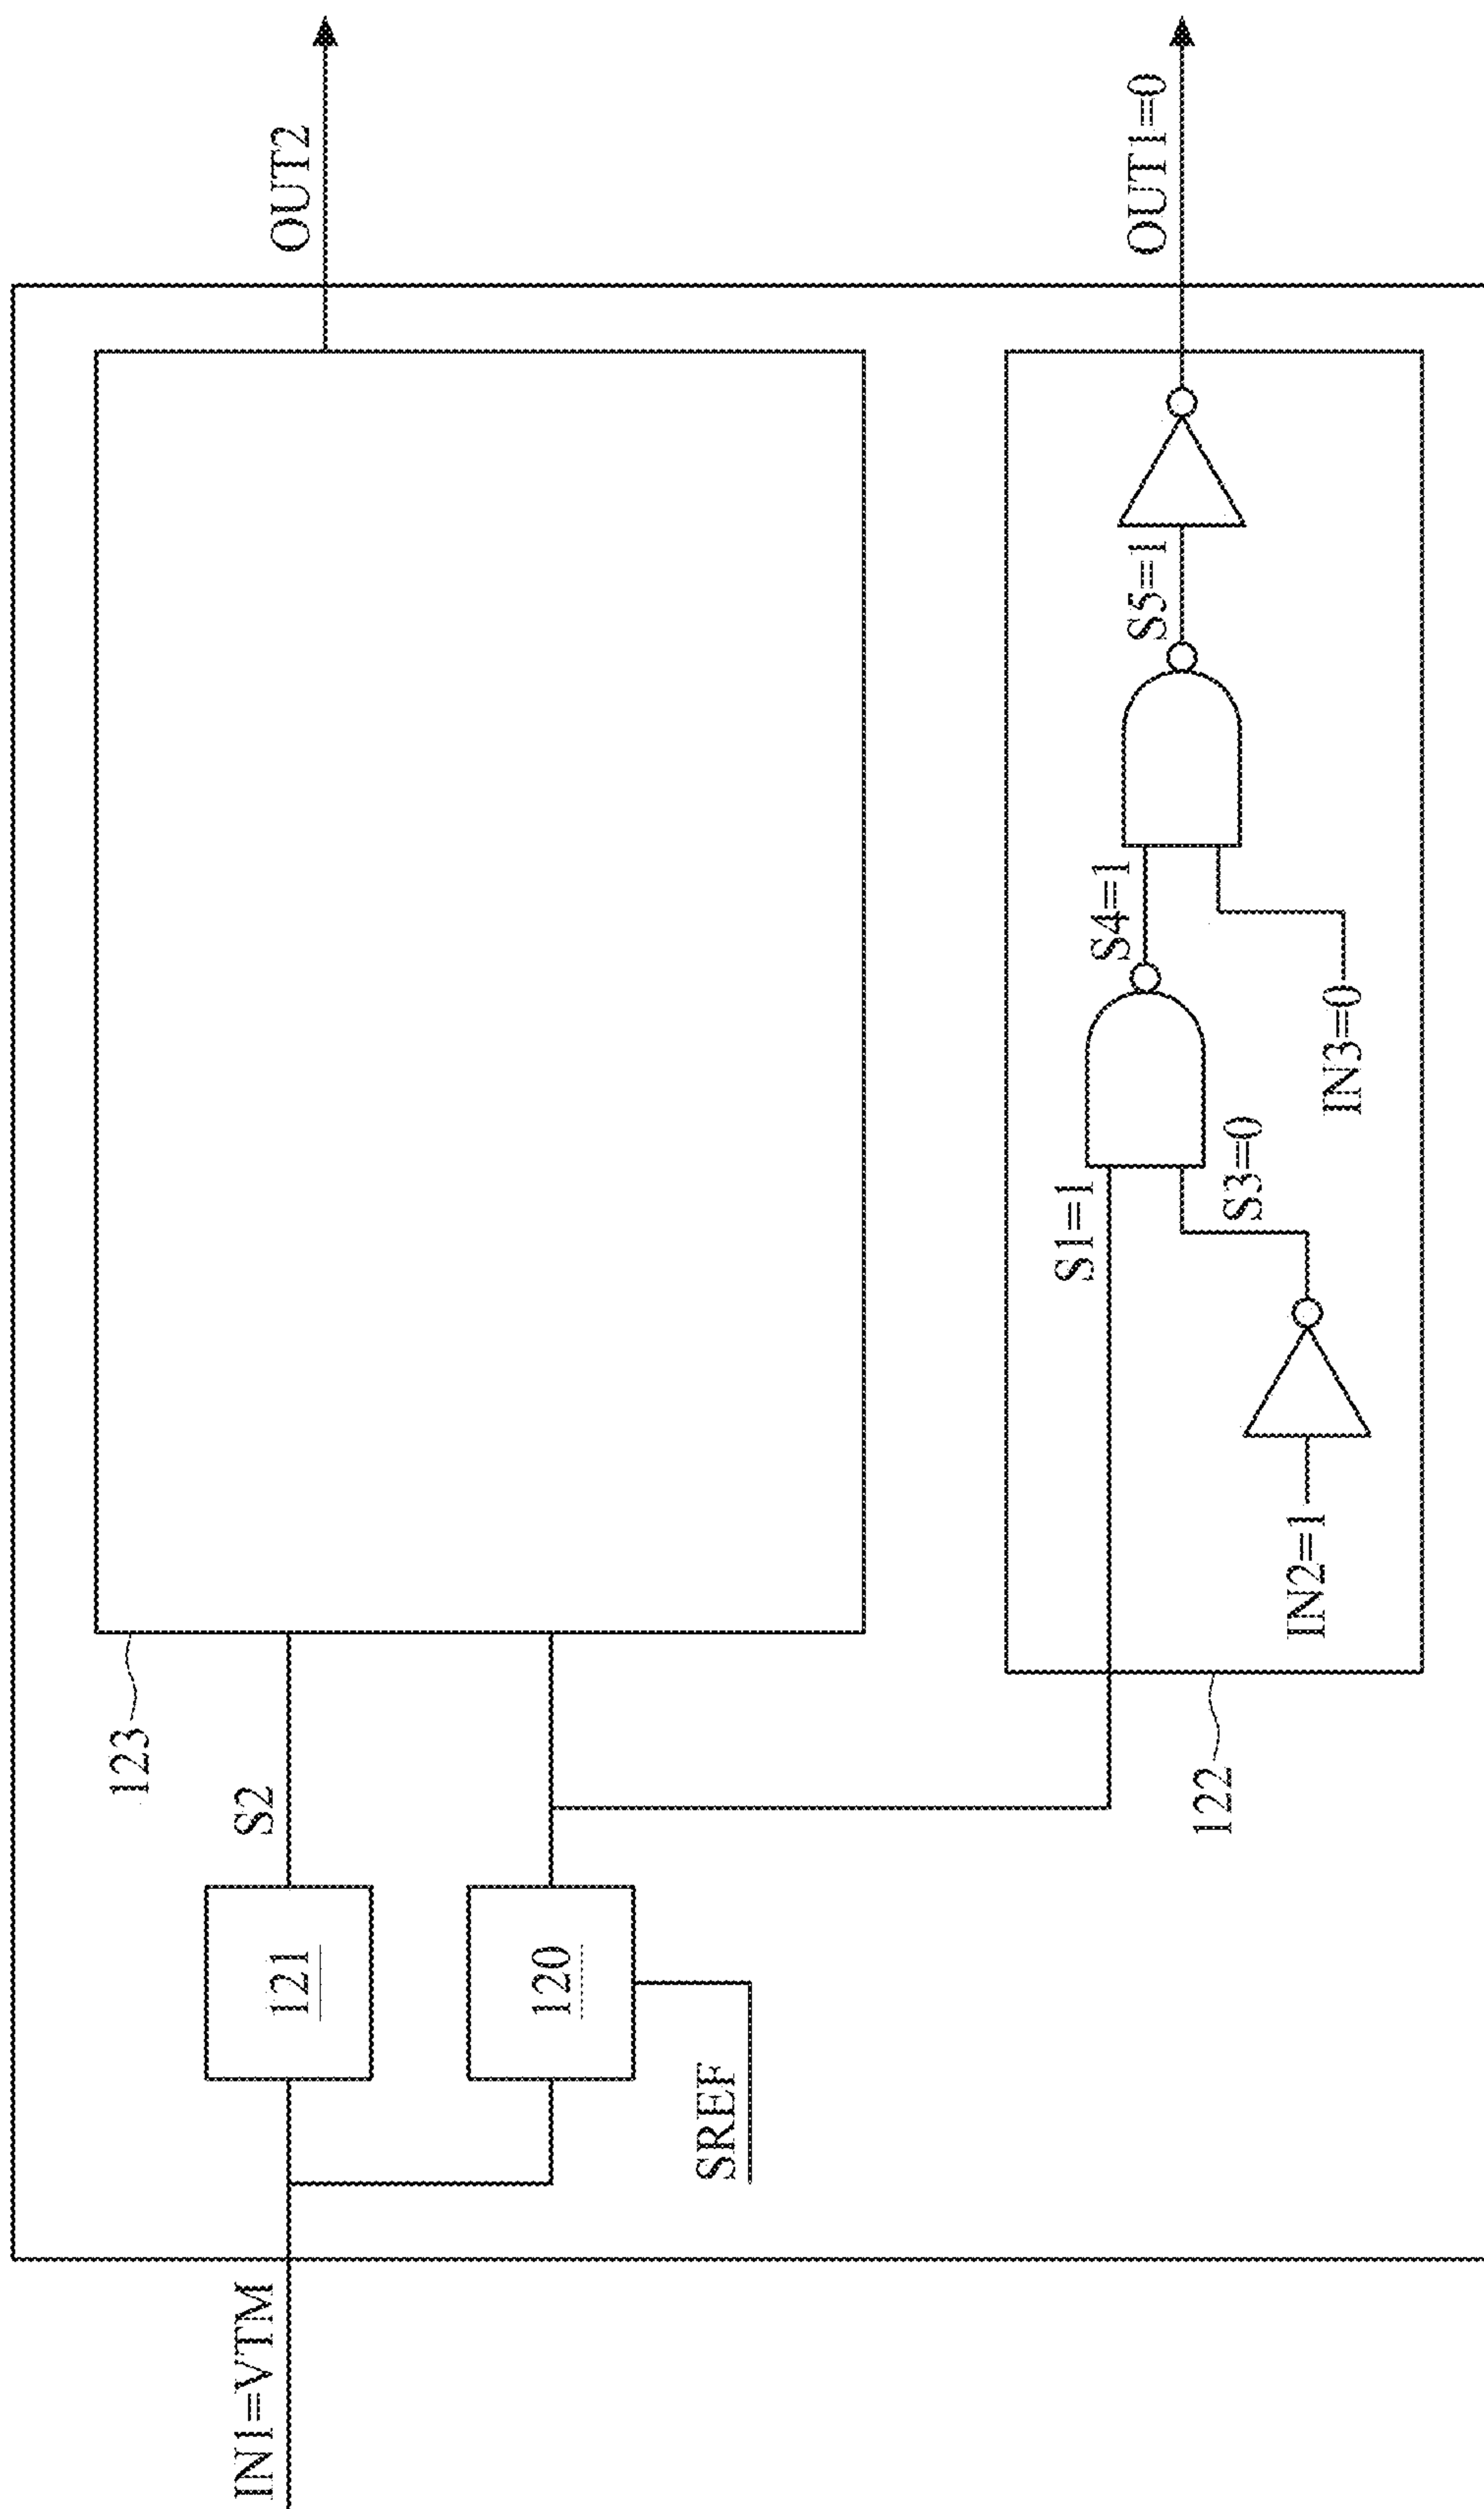 IN1=VTM
121
S2
123
OUT2
120
SREF
122
S1=1
IN2=1
S3=0
S4=1
IN3=0
S5=1
OUT1=0